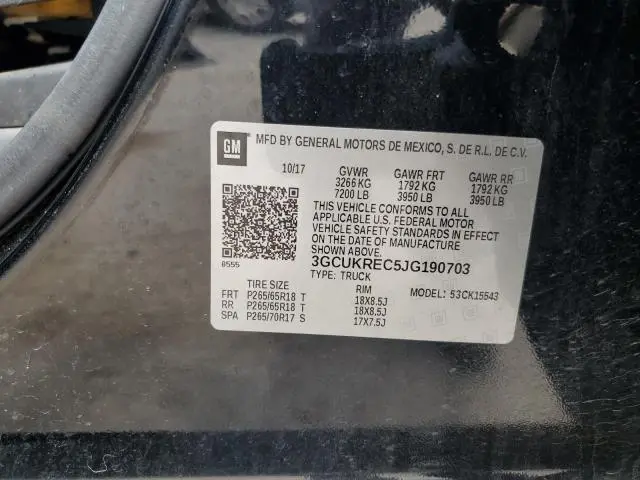 GM
MFD BY GENERAL MOTORS DE MEXICO, S. DE R.L. DE C.V.
10/17 GVWR GAWR FRT GAWR RR
3266 KG 1792 KG 1792 KG
7200 LB 3950 LB 3950 LB
THIS VEHICLE CONFORMS TO ALL
APPLICABLE U.S. FEDERAL MOTOR
VEHICLE SAFETY STANDARDS IN EFFECT
ON THE DATE OF MANUFACTURE
SHOWN ABOVE.
8555 3GCUKREC5JG190703
TYPE: TRUCK
TIRE SIZE RIM MODEL: 53CK15543
FRT P265/65R18 T 18X8.5J
RR P265/65R18 T 18X8.5J
SPA P265/70R17 S 17X7.5J